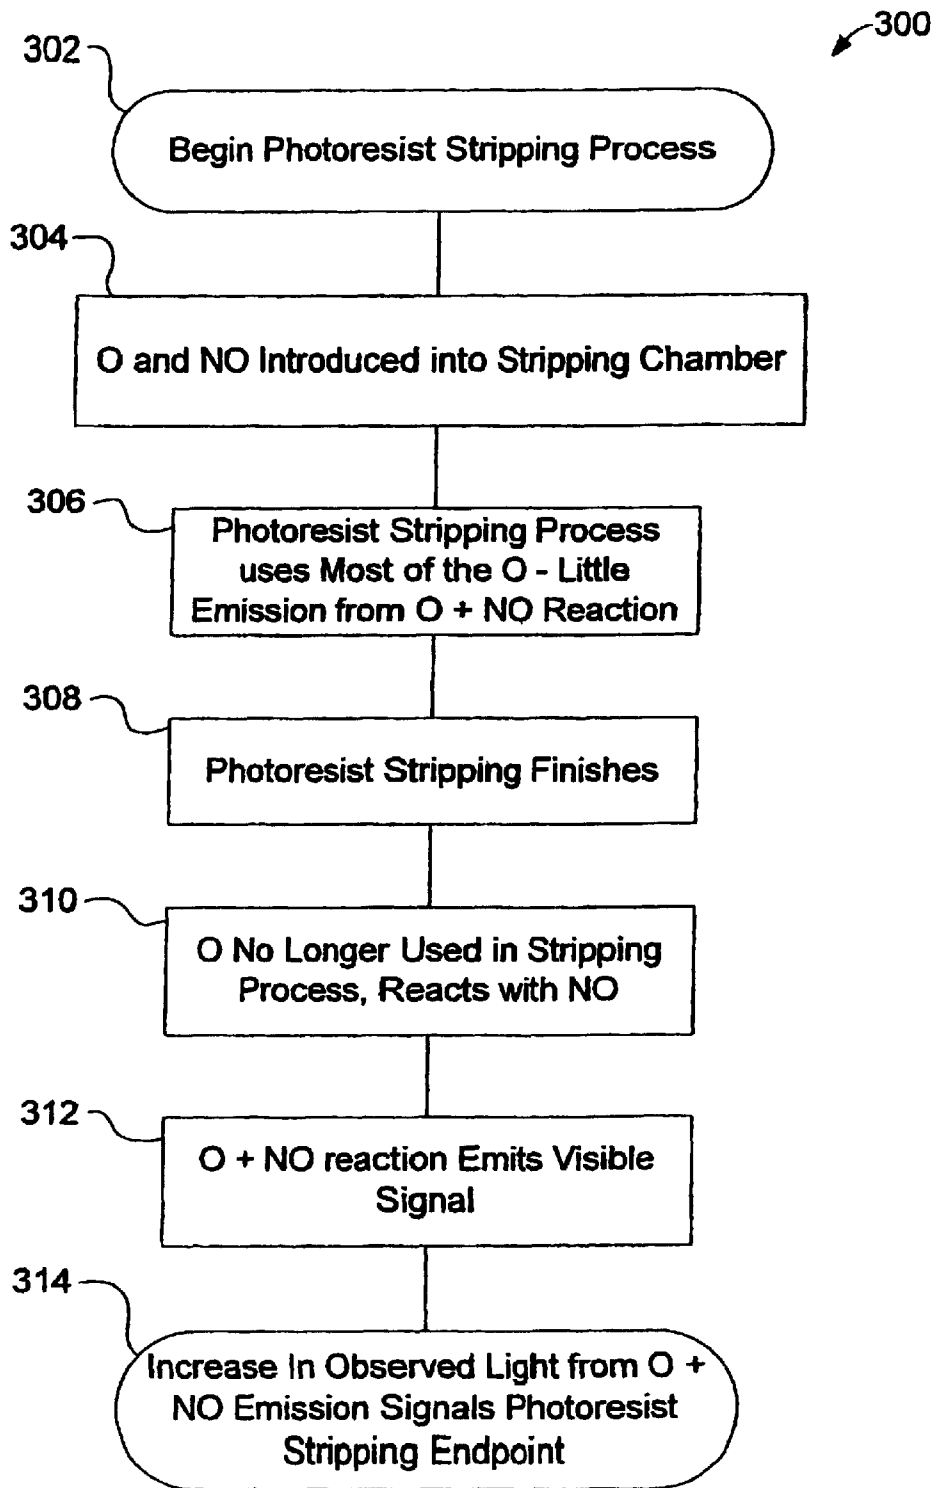 300
302
Begin Photoresist Stripping Process
304
O and NO Introduced into Stripping Chamber
306
Photoresist Stripping Process
uses Most of the O - Little
Emission from O + NO Reaction
308
Photoresist Stripping Finishes
310
O No Longer Used in Stripping
Process, Reacts with NO
312
O + NO reaction Emits Visible
Signal
314
Increase In Observed Light from O +
NO Emission Signals Photoresist
Stripping Endpoint